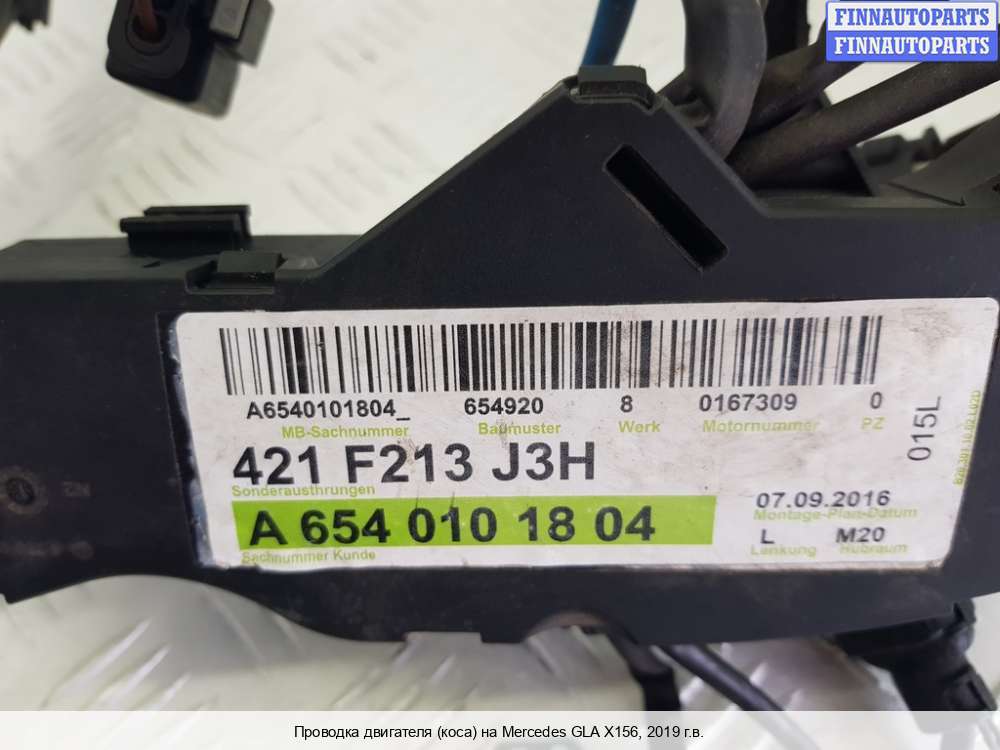 FINNAUTOPARTS
FINNAUTOPARTS
A6540101804_ 654920 8 0167309 0
MB-Sachnummer Baumuster Werk Motornummer PZ
421 F213 J3H
015L
Sonderausthrungen
A 654 010 18 04
07.09.2016
Montage-Plan-Datum
L M20
Lenkung Hubraum
Sachnummer Kunde
Проводка двигателя (коса) на Mercedes GLA X156, 2019 г.в.